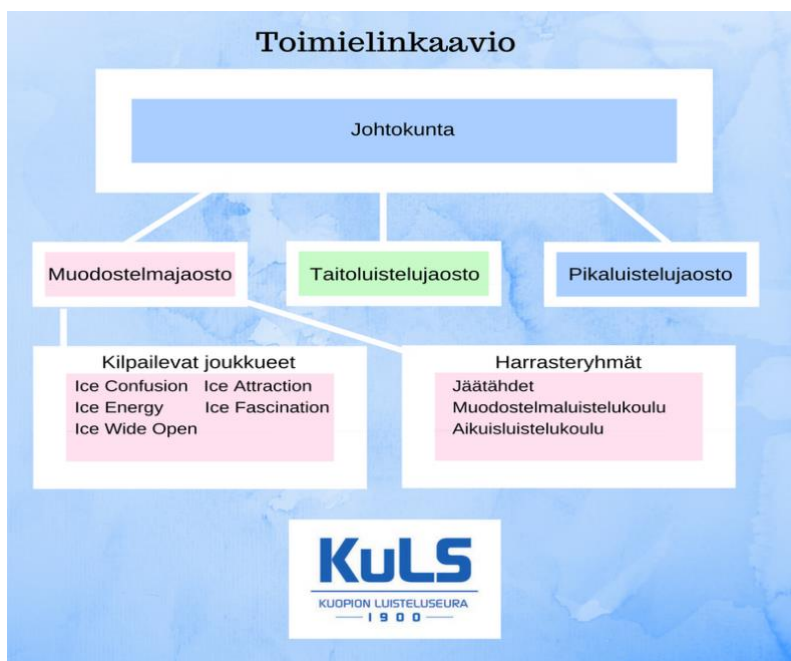 Toimielinkaavio
Johtokunta
Muodostelmajaosto
Taitoluistelujaosto
Pikaluistelujaosto
Kilpailevat joukkueet
Ice Confusion Ice Attraction
Ice Energy Ice Fascination
Ice Wide Open
Harrasteryhmät
Jäätähdet
Muodostelmaluistelukoulu
Aikuisluistelukoulu
KuLS
KUOPION LUISTELUSEURA
1900